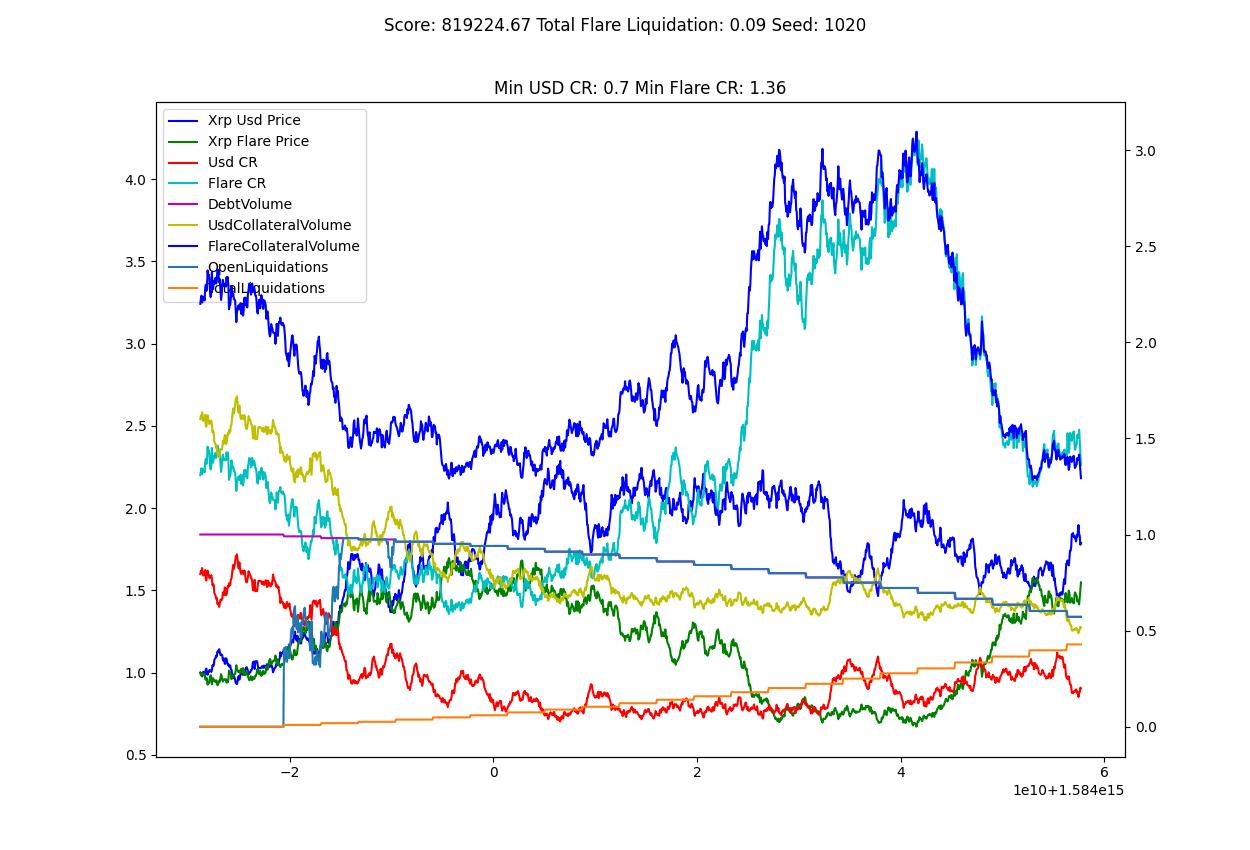 Score: 819224.67 Total Flare Liquidation: 0.09 Seed: 1020
Min USD CR: 0.7 Min Flare CR: 1.36
Xrp Usd Price
Xrp Flare Price
Usd CR
Flare CR
DebtVolume
UsdCollateralVolume
FlareCollateralVolume
OpenLiquidations
TotalLiquidations
4.0
3.5
3.0
2.5
2.0
1.5
1.0
0.5
3.0
2.5
2.0
1.5
1.0
0.5
0.0
−2 0 2 4 6
1e10+1.584e15